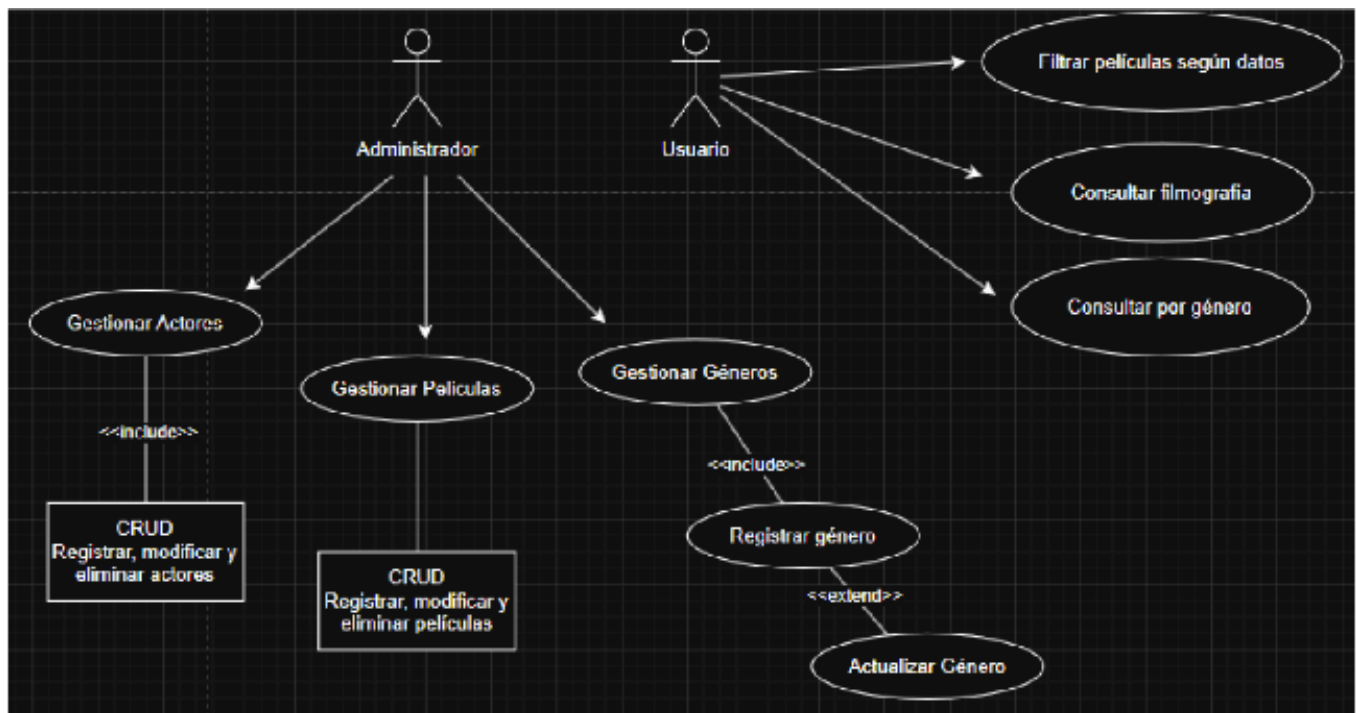 Filtrar películas según datos
Administrador
Usuario
Consultar filmografia
Consultar por género
Gestionar Actores
Gestionar Géneros
Gestionar Peliculas
<<include>>
<<include>>
CRUD
Registrar, modificar y
eliminar actores
Registrar género
CRUD
Registrar, modificar y
eliminar películas
<<extend>>
Actualizar Género